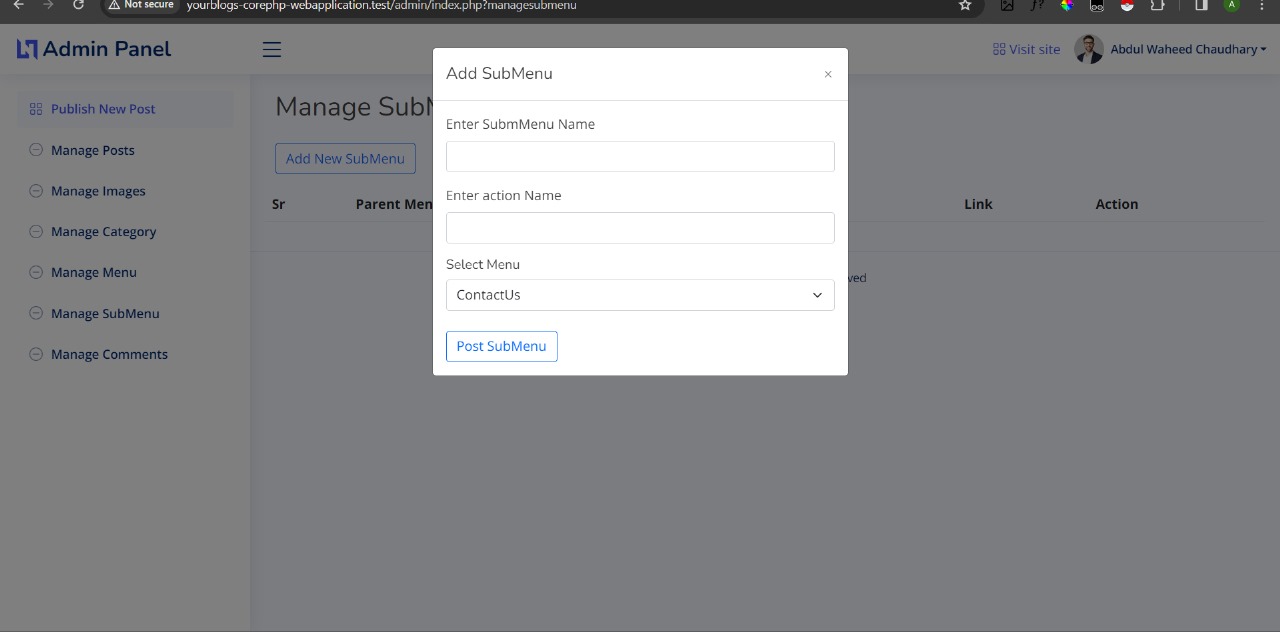 Not secure yourblogs-corephp-webapplication.test/admin/index.php?managesubmenu A
Admin Panel
Visit site
Abdul Waheed Chaudhary
Publish New Post
Manage Posts
Manage Images
Manage Category
Manage Menu
Manage SubMenu
Manage Comments
Manage SubM
Add New SubMenu
Sr Parent Men Link Action
ved
Add SubMenu ×
Enter SubmMenu Name
Enter action Name
Select Menu
ContactUs
Post SubMenu